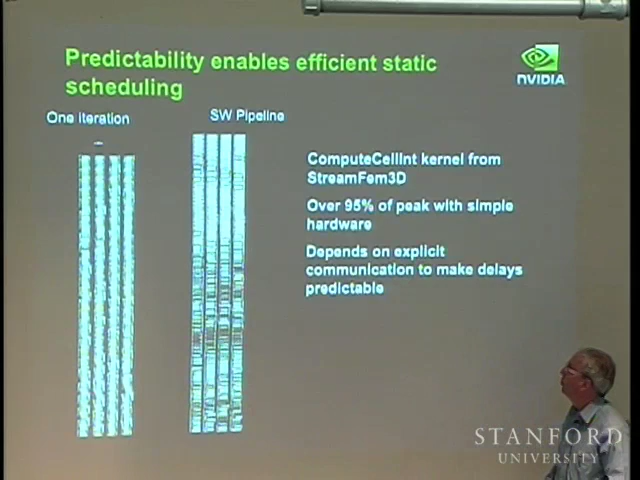 Predictability enables efficient static
scheduling
NVIDIA
One iteration
SW Pipeline
ComputeCellInt kernel from
StreamFem3D
Over 95% of peak with simple
hardware
Depends on explicit
communication to make delays
predictable
STANFORD
UNIVERSITY